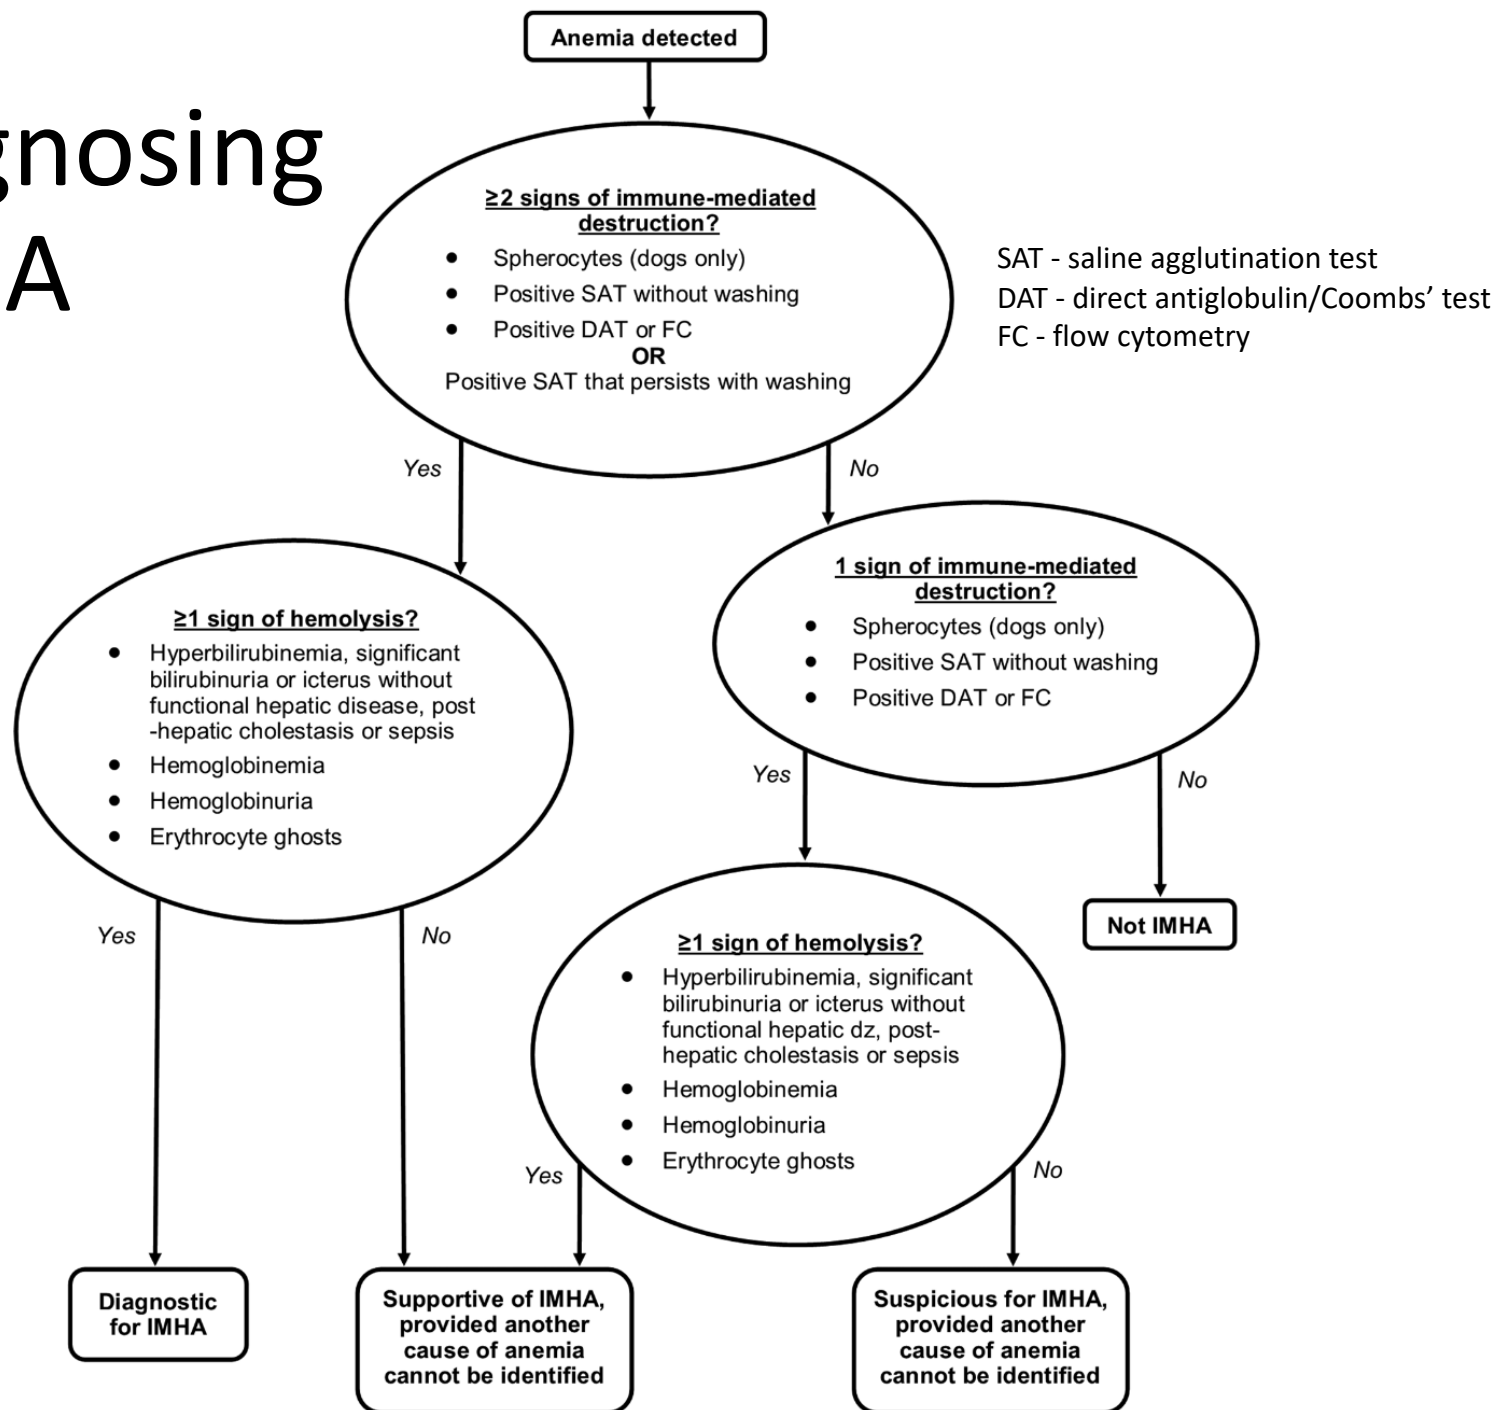 gnosing
A
Anemia detected
≥2 signs of immune-mediated
destruction?
● Spherocytes (dogs only)
● Positive SAT without washing
● Positive DAT or FC
OR
Positive SAT that persists with washing
SAT - saline agglutination test
DAT - direct antiglobulin/Coombs’ test
FC - flow cytometry
Yes
No
≥1 sign of hemolysis?
● Hyperbilirubinemia, significant
bilirubinuria or icterus without
functional hepatic disease, post
-hepatic cholestasis or sepsis
● Hemoglobinemia
● Hemoglobinuria
● Erythrocyte ghosts
1 sign of immune-mediated
destruction?
● Spherocytes (dogs only)
● Positive SAT without washing
● Positive DAT or FC
Yes
No
Yes
No
≥1 sign of hemolysis?
● Hyperbilirubinemia, significant
bilirubinuria or icterus without
functional hepatic dz, post-
hepatic cholestasis or sepsis
● Hemoglobinemia
● Hemoglobinuria
● Erythrocyte ghosts
Not IMHA
Yes
No
Diagnostic
for IMHA
Supportive of IMHA,
provided another
cause of anemia
cannot be identified
Suspicious for IMHA,
provided another
cause of anemia
cannot be identified